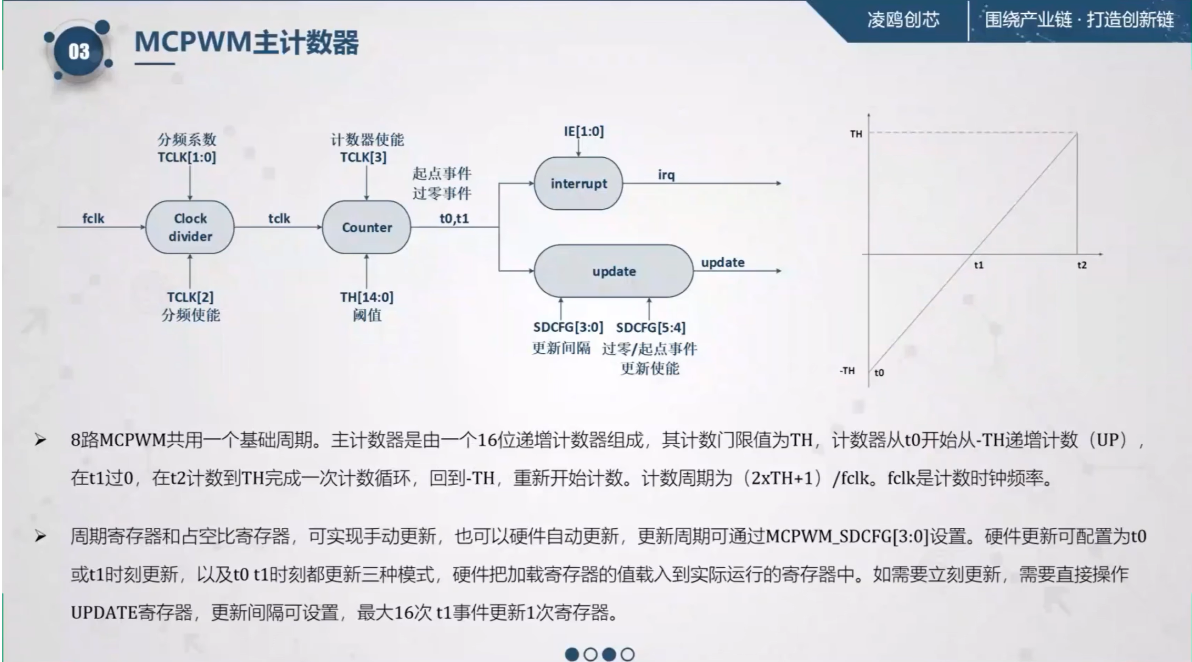 凌鸥创芯
围绕产业链·打造创新链
03
MCPWM主计数器
分频系数
TCLK[1:0]
计数器使能
TCLK[3]
起点事件
过零事件
IE[1:0]
fclk
Clock
divider
tclk
Counter
t0,t1
interrupt
irq
update
update
TCLK[2]
分频使能
TH[14:0]
阈值
SDCFG[3:0]
更新间隔
SDCFG[5:4]
过零/起点事件
更新使能
TH
t1
t2
-TH
t0
8路MCPWM共用一个基础周期。主计数器是由一个16位递增计数器组成，其计数门限值为TH，计数器从t0开始从-TH递增计数（UP），
在t1过0，在t2计数到TH完成一次计数循环，回到-TH，重新开始计数。计数周期为（2xTH+1）/fclk。fclk是计数时钟频率。
周期寄存器和占空比寄存器，可实现手动更新，也可以硬件自动更新，更新周期可通过MCPWM_SDCFG[3:0]设置。硬件更新可配置为t0
或t1时刻更新，以及t0 t1时刻都更新三种模式，硬件把加载寄存器的值载入到实际运行的寄存器中。如需要立刻更新，需要直接操作
UPDATE寄存器，更新间隔可设置，最大16次 t1事件更新1次寄存器。